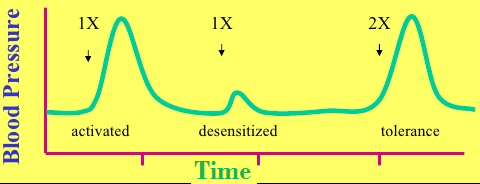 Blood Pressure
1X 1X 2X
activated desensitized tolerance
Time